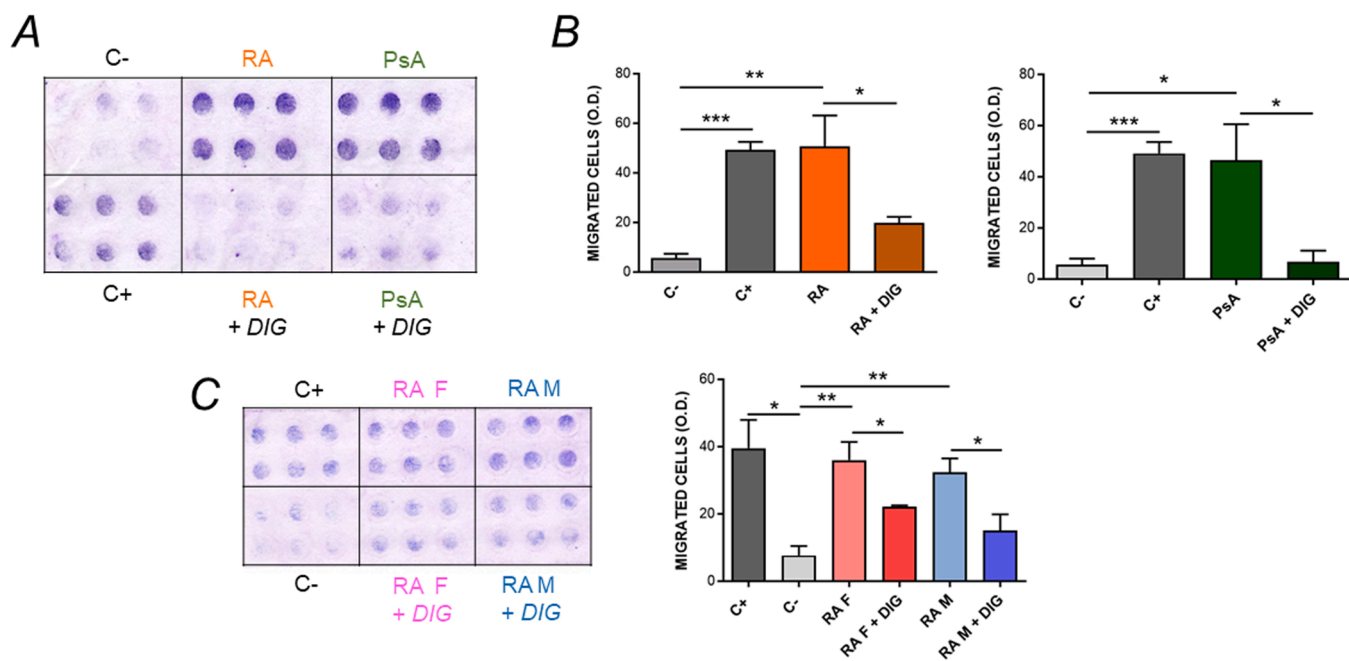 A
C- RA PsA
C+ RA PsA
+ DIG + DIG
B
MIGRATED CELLS (O.D.)
80
60
40
20
0
***
**
*
C- C+ RA RA + DIG
MIGRATED CELLS (O.D.)
80
60
40
20
0
***
*
*
C- C+ PsA PsA + DIG
C
C+ RA F RA M
C- RA F RA M
+ DIG + DIG
MIGRATED CELLS (O.D.)
60
40
20
0
*
**
**
*
*
C+ C- RA F RA F + DIG RA M RA M + DIG